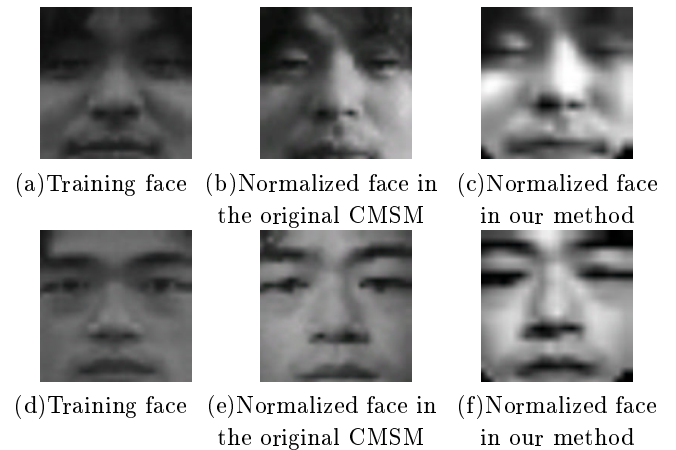 (a)Training face
(b)Normalized face in
the original CMSM
(c)Normalized face
in our method
(d)Training face
(e)Normalized face in
the original CMSM
(f)Normalized face
in our method